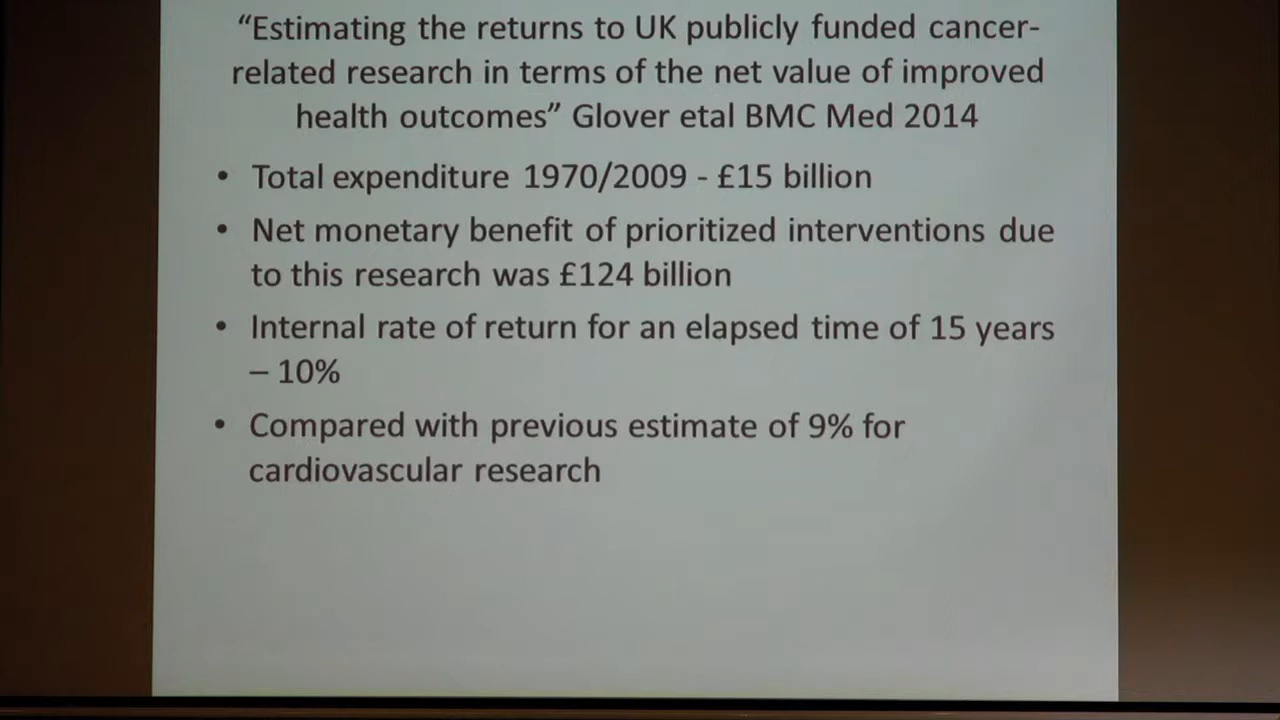 “Estimating the returns to UK publicly funded cancer-
related research in terms of the net value of improved
health outcomes” Glover etal BMC Med 2014
• Total expenditure 1970/2009 - £15 billion
• Net monetary benefit of prioritized interventions due
to this research was £124 billion
• Internal rate of return for an elapsed time of 15 years
– 10%
• Compared with previous estimate of 9% for
cardiovascular research